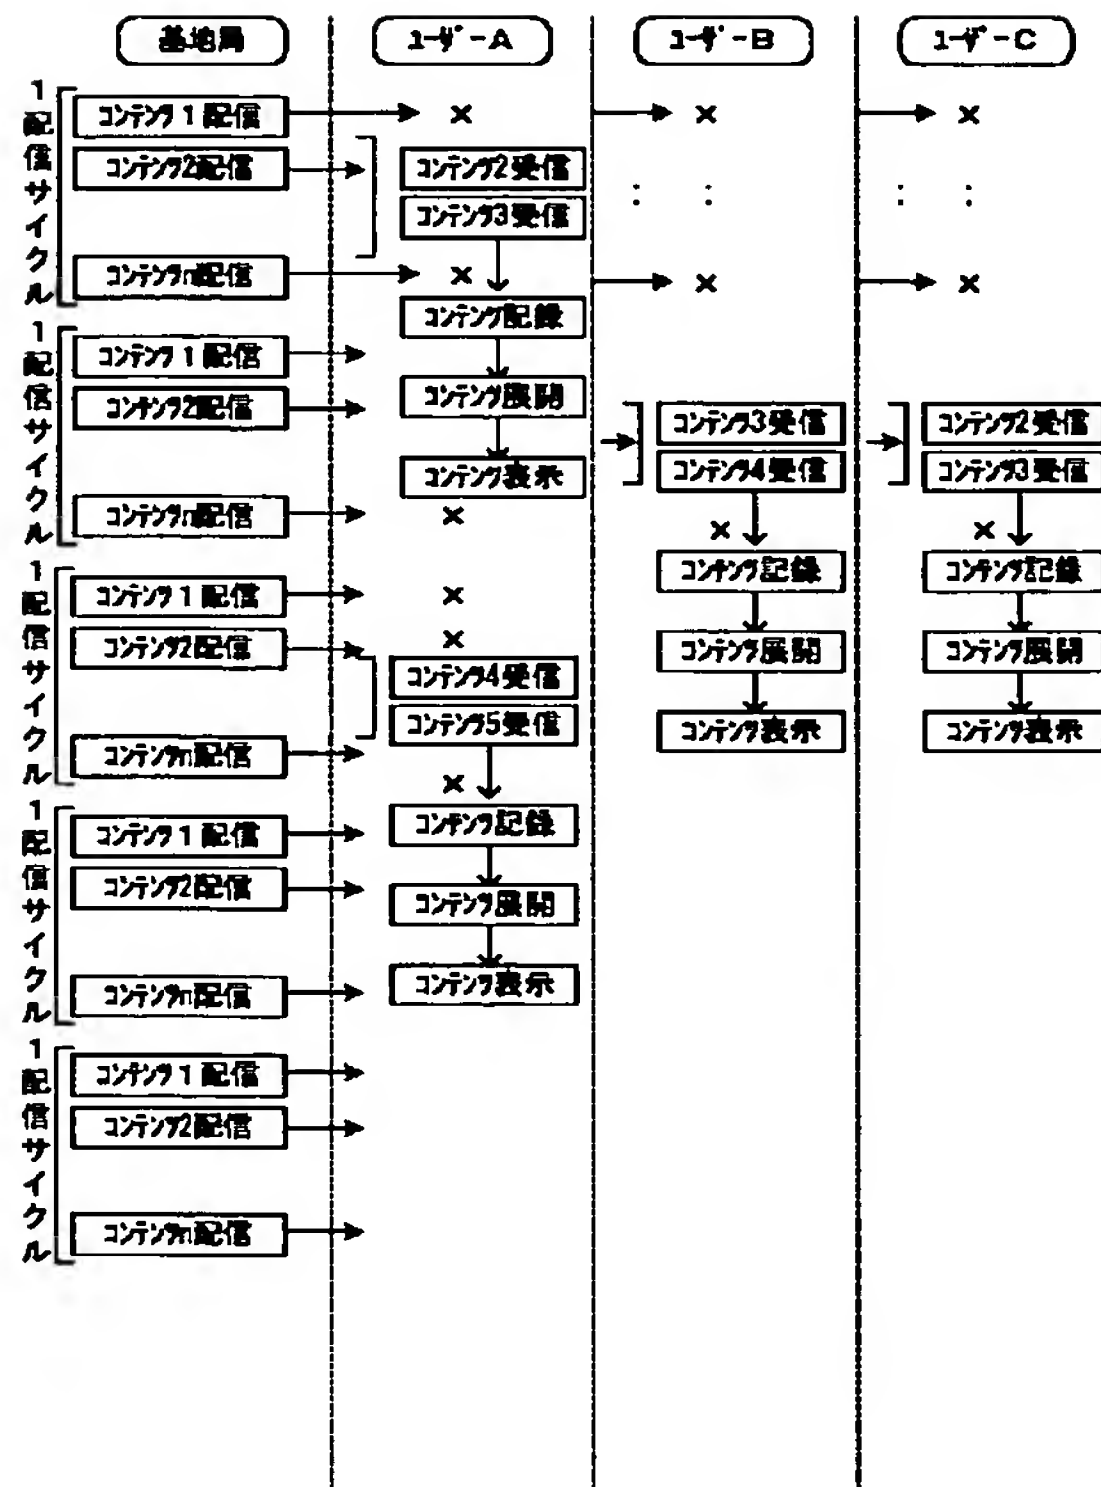 基地局
ユーザーA
ユーザーB
ユーザーC
1配信サイクル
コンテンツ1配信
×
×
×
コンテンツ2配信
コンテンツ2受信
コンテンツ3受信
:
:
:
:
コンテンツn配信
×
×
×
コンテンツ記録
1配信サイクル
コンテンツ1配信
コンテンツ展開
コンテンツ2配信
コンテンツ3受信
コンテンツ2受信
コンテンツ表示
コンテンツ4受信
コンテンツ3受信
コンテンツn配信
×
×
×
コンテンツ記録
コンテンツ記録
1配信サイクル
コンテンツ1配信
×
コンテンツ2配信
×
コンテンツ展開
コンテンツ展開
コンテンツ4受信
コンテンツ5受信
コンテンツ表示
コンテンツ表示
コンテンツn配信
×
コンテンツ記録
1配信サイクル
コンテンツ1配信
コンテンツ2配信
コンテンツ展開
コンテンツn配信
コンテンツ表示
1配信サイクル
コンテンツ1配信
コンテンツ2配信
コンテンツn配信